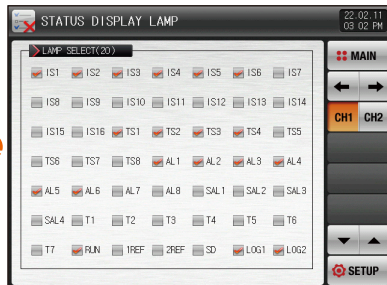 STATUS DISPLAY LAMP
22.02.11
03 02 PM
LAMP SELECT(20)
IS1 IS2 IS3 IS4 IS5 IS6 IS7
IS8 IS9 IS10 IS11 IS12 IS13 IS14
IS15 IS16 TS1 TS2 TS3 TS4 TS5
TS6 TS7 TS8 AL1 AL2 AL3 AL4
AL5 AL6 AL7 AL8 SAL1 SAL2 SAL3
SAL4 T1 T2 T3 T4 T5 T6
T7 RUN 1REF 2REF SD LOG1 LOG2
MAIN
CH1 CH2
SETUP